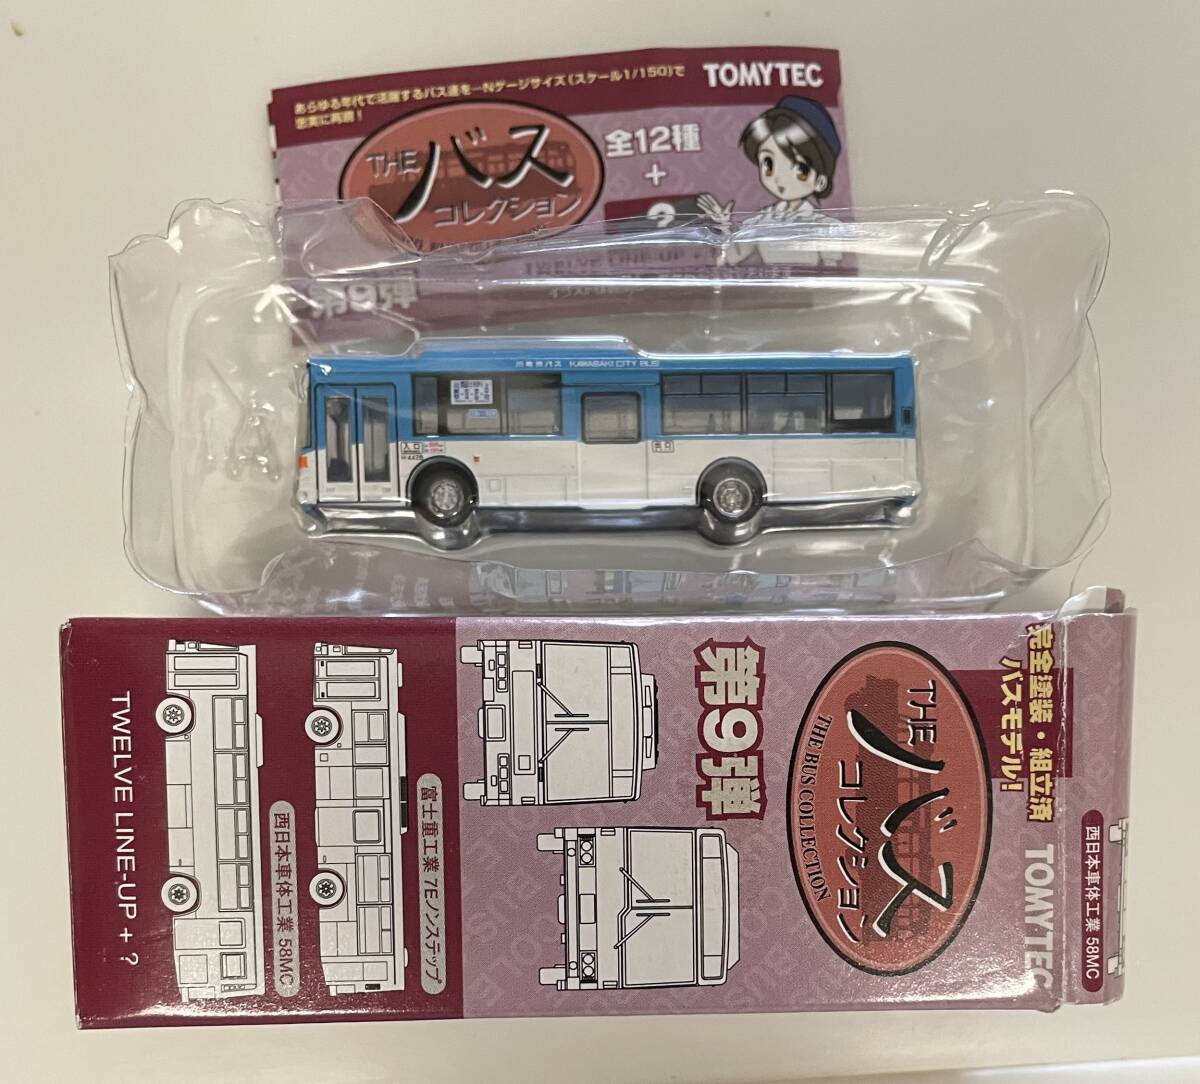 あらゆる年代で活躍するバス達を―Nゲージサイズ(スケール1/150)で
忠実に再現!
TOMYTEC
THE バス
コレクション
全12種
+
?
川崎市バス KAWASAKI CITY BUS
入口
出口
完全塗装・組立済
バスモデル!
TOMYTEC
THE バス
コレクション
THE BUS COLLECTION
第9弾
富士重工業 7Eノンステップ
西日本車体工業 58MC
TWELVE LINE-UP + ?
西日本車体工業 58MC